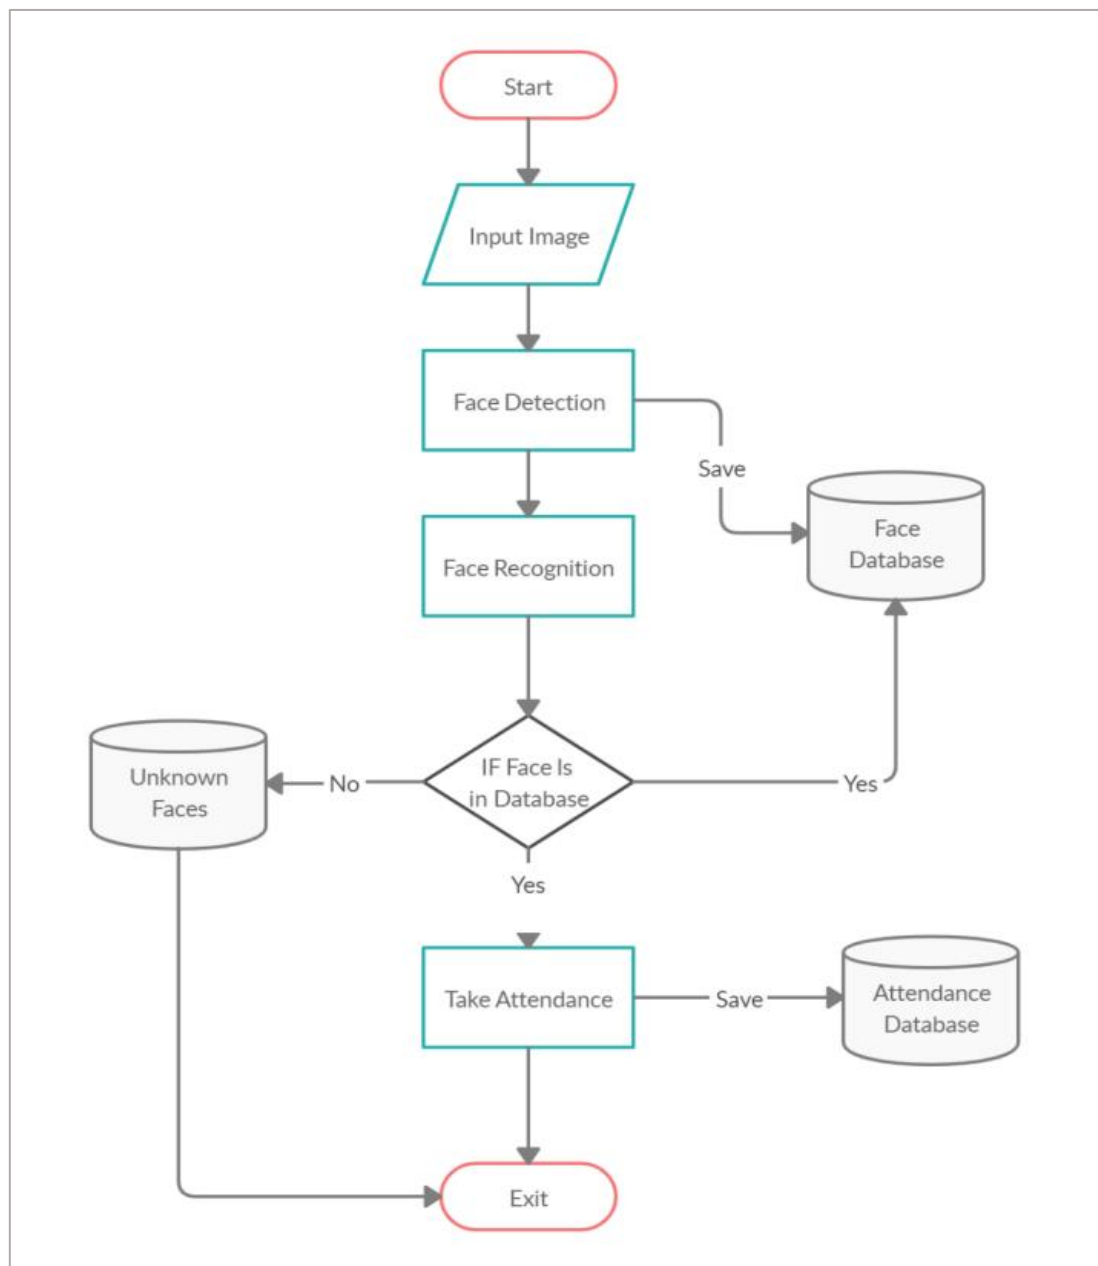 Start
Input Image
Face Detection
Save
Face
Database
Face Recognition
IF Face Is
in Database
No
Yes
Unknown
Faces
Yes
Take Attendance
Save
Attendance
Database
Exit